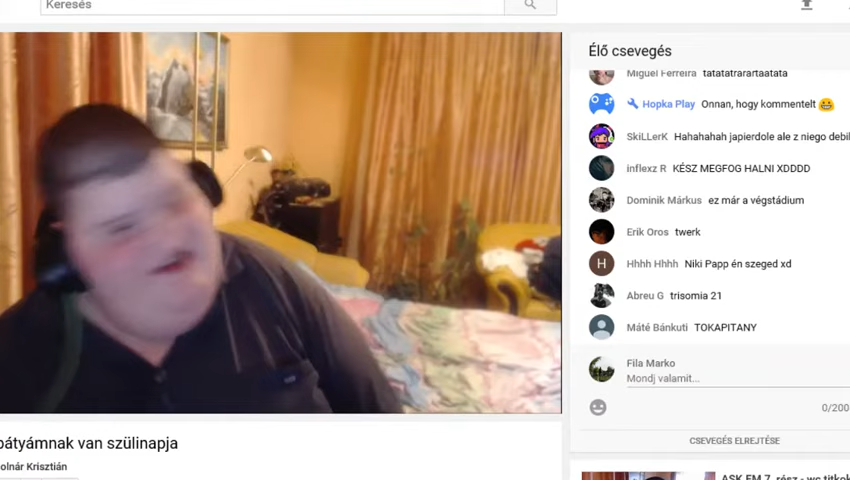 Keresés
Élő csevegés
Miguel Ferreira tatatatrarartaatata
Hopka Play Onnan, hogy kommentelt
SkiLLerK Hahahahah japierdole ale z niego debil
inflexz R KÉSZ MEGFOG HALNI XDDDD
Dominik Márkus ez már a végstádium
Erik Oros twerk
H
Hhhh Hhhh Niki Papp én szeged xd
Abreu G trisomia 21
Máté Bánkuti TOKAPITANY
Fila Marko
Mondj valamit...
0/200
CSEVEGÉS ELREJTÉSE
bátyámnak van szülinapja
olnár Krisztián
ASK FM 7. rész - wc titkok